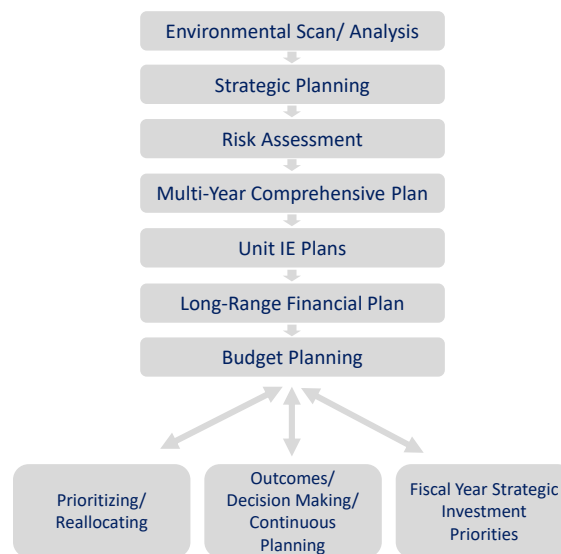 Environmental Scan/ Analysis
Strategic Planning
Risk Assessment
Multi-Year Comprehensive Plan
Unit IE Plans
Long-Range Financial Plan
Budget Planning
Prioritizing/
Reallocating
Outcomes/
Decision Making/
Continuous
Planning
Fiscal Year Strategic
Investment
Priorities